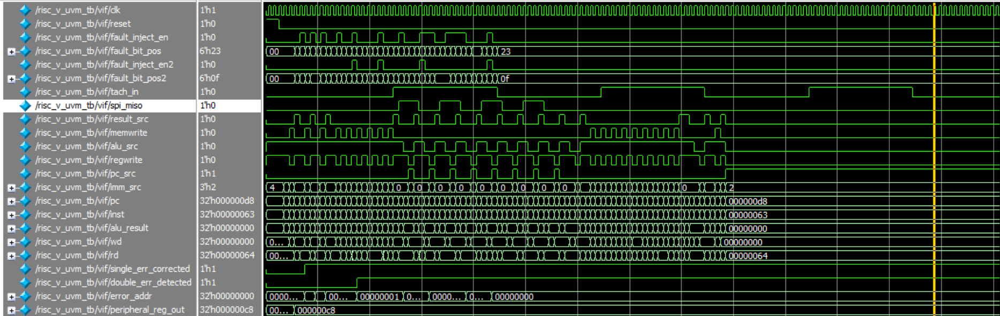 /risc_v_uvm_tb/vif/clk 1'h1
/risc_v_uvm_tb/vif/reset 1'h0
/risc_v_uvm_tb/vif/fault_inject_en 1'h0
/risc_v_uvm_tb/vif/fault_bit_pos 6'h23 00 23
/risc_v_uvm_tb/vif/fault_inject_en2 1'h0
/risc_v_uvm_tb/vif/fault_bit_pos2 6'h0f 00 0f
/risc_v_uvm_tb/vif/tach_in 1'h0
/risc_v_uvm_tb/vif/spi_miso 1'h0
/risc_v_uvm_tb/vif/result_src 1'h0
/risc_v_uvm_tb/vif/memwrite 1'h0
/risc_v_uvm_tb/vif/alu_src 1'h0
/risc_v_uvm_tb/vif/regwrite 1'h0
/risc_v_uvm_tb/vif/pc_src 1'h1
/risc_v_uvm_tb/vif/imm_src 3'h2 4 0 0 0 0 0 0 0 0 0 0 2
/risc_v_uvm_tb/vif/pc 32'h000000d8 000000d8
/risc_v_uvm_tb/vif/inst 32'h00000063 00000063
/risc_v_uvm_tb/vif/alu_result 32'h00000000 00000000
/risc_v_uvm_tb/vif/wd 32'h00000000 0... 00000000
/risc_v_uvm_tb/vif/rd 32'h00000064 00... 00000064
/risc_v_uvm_tb/vif/single_err_corrected 1'h1
/risc_v_uvm_tb/vif/double_err_detected 1'h1
/risc_v_uvm_tb/vif/error_addr 32'h00000000 0000... 00... 00000001 0... 0000... 0... 00000000
/risc_v_uvm_tb/vif/peripheral_reg_out 32'h000000c8 00... 000000c8